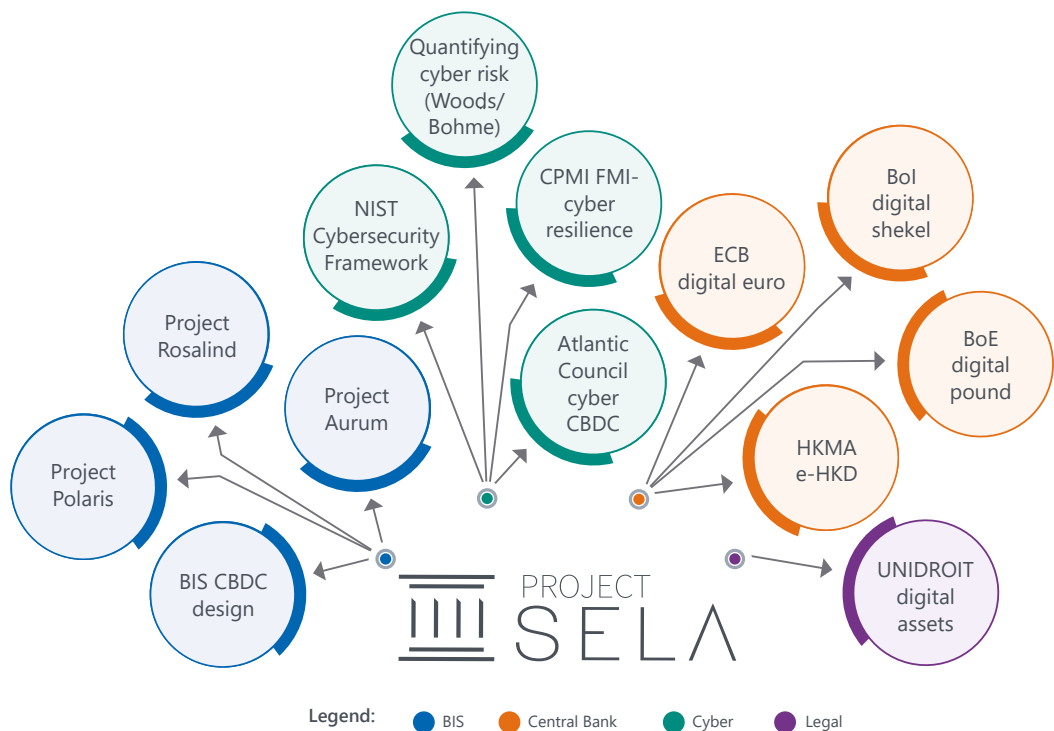 Quantifying
cyber risk
(Woods/
Bohme)
CPMI FMI-
cyber
resilience
BoI
digital
shekel
NIST
Cybersecurity
Framework
ECB
digital euro
Project
Rosalind
Atlantic
Council
cyber
CBDC
BoE
digital
pound
Project
Aurum
HKMA
e-HKD
Project
Polaris
BIS CBDC
design
UNIDROIT
digital
assets
PROJECT
SELA
Legend:
BIS
Central Bank
Cyber
Legal